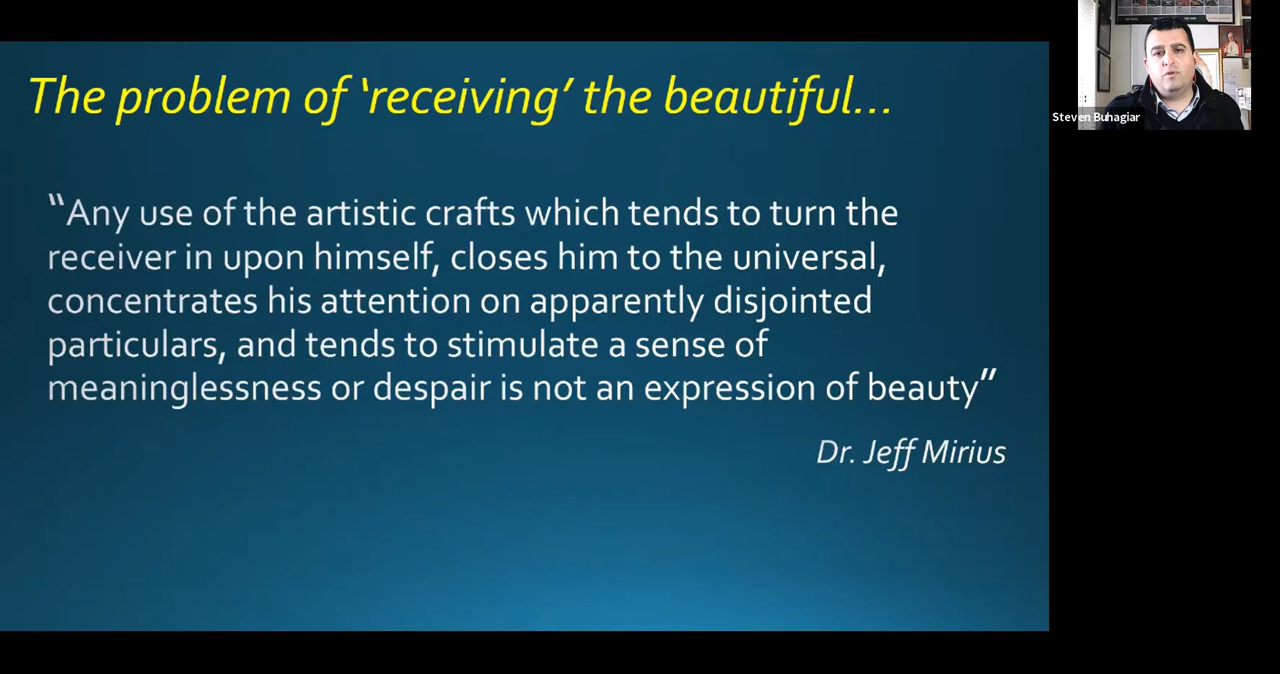 The problem of ‘receiving’ the beautiful…
Steven Buhagiar
“Any use of the artistic crafts which tends to turn the
receiver in upon himself, closes him to the universal,
concentrates his attention on apparently disjointed
particulars, and tends to stimulate a sense of
meaninglessness or despair is not an expression of beauty”
Dr. Jeff Mirius